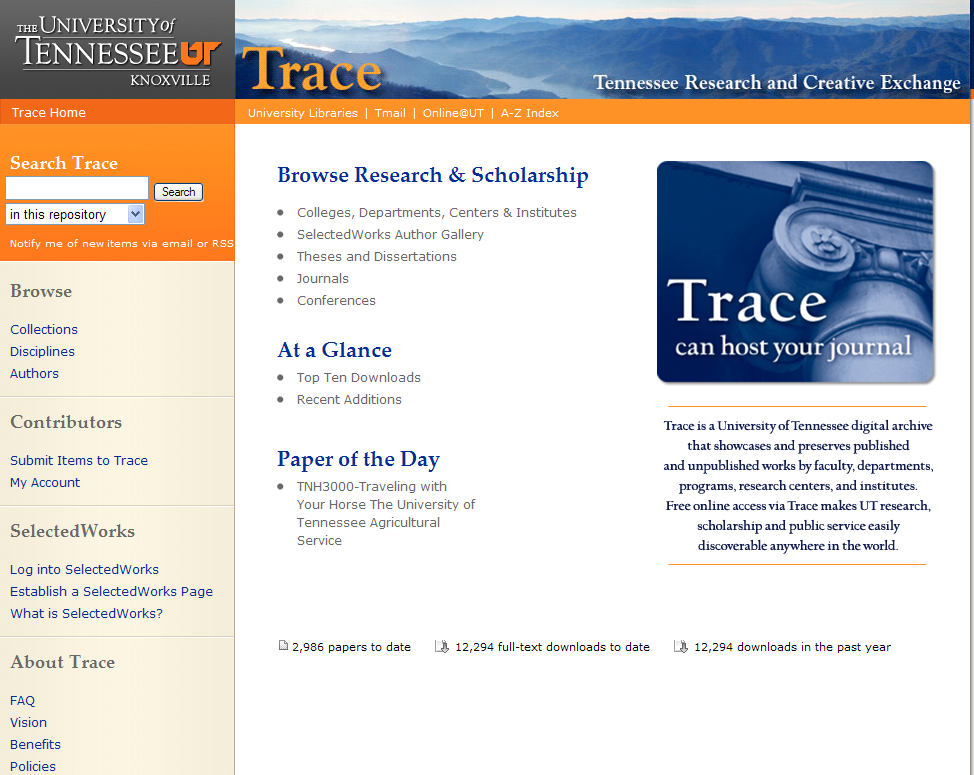 THE UNIVERSITY of
TENNESSEE UT
KNOXVILLE
Trace
Tennessee Research and Creative Exchange
Trace Home
University Libraries | Tmail | Online@UT | A-Z Index
Search Trace
Search
in this repository
Notify me of new items via email or RSS
Browse
Collections
Disciplines
Authors
Contributors
Submit Items to Trace
My Account
SelectedWorks
Log into SelectedWorks
Establish a SelectedWorks Page
What is SelectedWorks?
About Trace
FAQ
Vision
Benefits
Policies
Browse Research & Scholarship
Colleges, Departments, Centers & Institutes
SelectedWorks Author Gallery
Theses and Dissertations
Journals
Conferences
At a Glance
Top Ten Downloads
Recent Additions
Paper of the Day
TNH3000-Traveling with
Your Horse The University of
Tennessee Agricultural
Service
Trace
can host your journal
Trace is a University of Tennessee digital archive
that showcases and preserves published
and unpublished works by faculty, departments,
programs, research centers, and institutes.
Free online access via Trace makes UT research,
scholarship and public service easily
discoverable anywhere in the world.
2,986 papers to date
12,294 full-text downloads to date
12,294 downloads in the past year